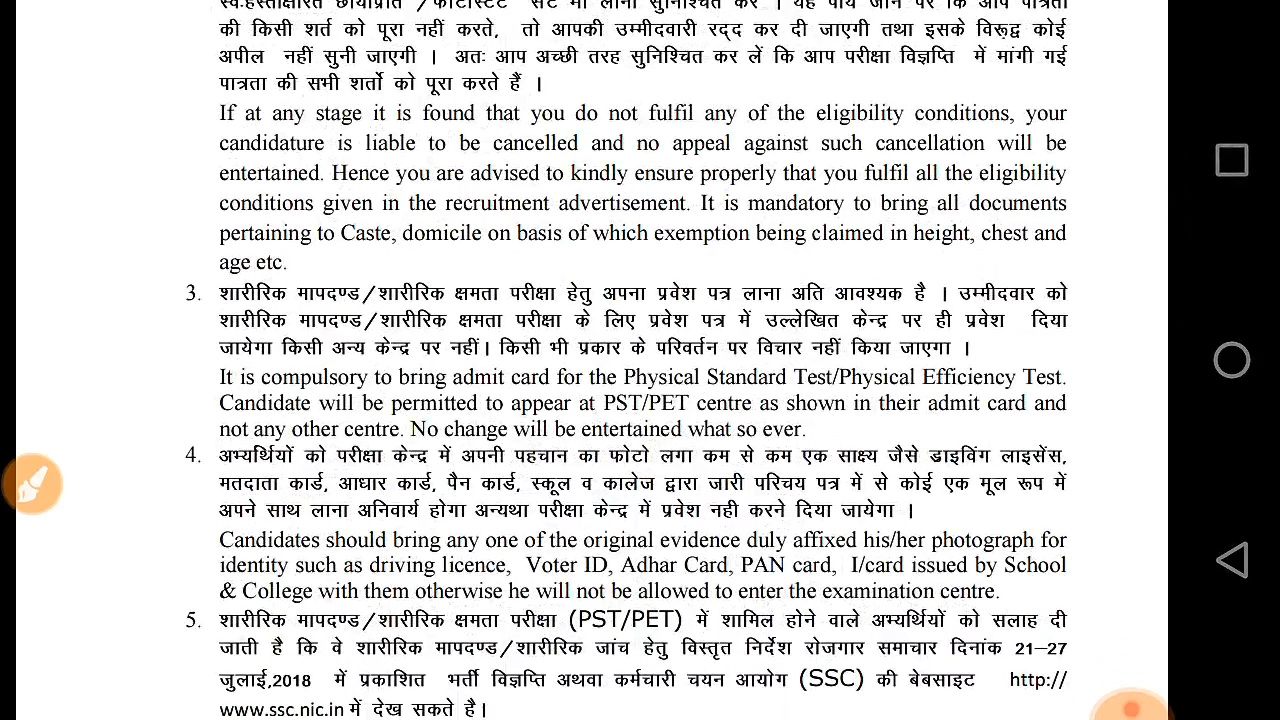 स्वःहस्ताक्षरित छायाप्रति /फोटोस्टेट सेट भी लाना सुनिश्चित करें । यह पाये जाने पर कि आप पात्रता
की किसी शर्त को पूरा नहीं करते, तो आपकी उम्मीदवारी रद्द कर दी जाएगी तथा इसके विरूद्व कोई
अपील नहीं सुनी जाएगी । अतः आप अच्छी तरह सुनिश्चित कर लें कि आप परीक्षा विज्ञप्ति में मांगी गई
पात्रता की सभी शर्तो को पूरा करते हैं ।
If at any stage it is found that you do not fulfil any of the eligibility conditions, your
candidature is liable to be cancelled and no appeal against such cancellation will be
entertained. Hence you are advised to kindly ensure properly that you fulfil all the eligibility
conditions given in the recruitment advertisement. It is mandatory to bring all documents
pertaining to Caste, domicile on basis of which exemption being claimed in height, chest and
age etc.
3. शारीरिक मापदण्ड/शारीरिक क्षमता परीक्षा हेतु अपना प्रवेश पत्र लाना अति आवश्यक है । उम्मीदवार को
शारीरिक मापदण्ड/शारीरिक क्षमता परीक्षा के लिए प्रवेश पत्र में उल्लेखित केन्द्र पर ही प्रवेश दिया
जायेगा किसी अन्य केन्द्र पर नहीं। किसी भी प्रकार के परिवर्तन पर विचार नहीं किया जाएगा ।
It is compulsory to bring admit card for the Physical Standard Test/Physical Efficiency Test.
Candidate will be permitted to appear at PST/PET centre as shown in their admit card and
not any other centre. No change will be entertained what so ever.
4. अभ्यर्थियों को परीक्षा केन्द्र में अपनी पहचान का फोटो लगा कम से कम एक साक्ष्य जैसे डाइविंग लाइसेंस,
मतदाता कार्ड, आधार कार्ड, पैन कार्ड, स्कूल व कालेज द्वारा जारी परिचय पत्र में से कोई एक मूल रूप में
अपने साथ लाना अनिवार्य होगा अन्यथा परीक्षा केन्द्र में प्रवेश नही करने दिया जायेगा ।
Candidates should bring any one of the original evidence duly affixed his/her photograph for
identity such as driving licence, Voter ID, Adhar Card, PAN card, I/card issued by School
& College with them otherwise he will not be allowed to enter the examination centre.
5. शारीरिक मापदण्ड/शारीरिक क्षमता परीक्षा (PST/PET) में शामिल होने वाले अभ्यर्थियों को सलाह दी
जाती है कि वे शारीरिक मापदण्ड/शारीरिक जांच हेतु विस्तृत निर्देश रोजगार समाचार दिनांक 21–27
जुलाई,2018 में प्रकाशित भर्ती विज्ञप्ति अथवा कर्मचारी चयन आयोग (SSC) की बेबसाइट http://
www.ssc.nic.in में देख सकते है।